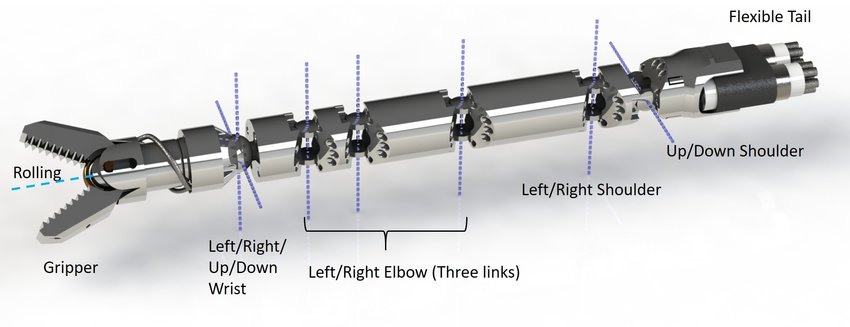 Flexible Tail
Up/Down Shoulder
Rolling
Left/Right Shoulder
Left/Right/
Up/Down
Wrist
Gripper
Left/Right Elbow (Three links)